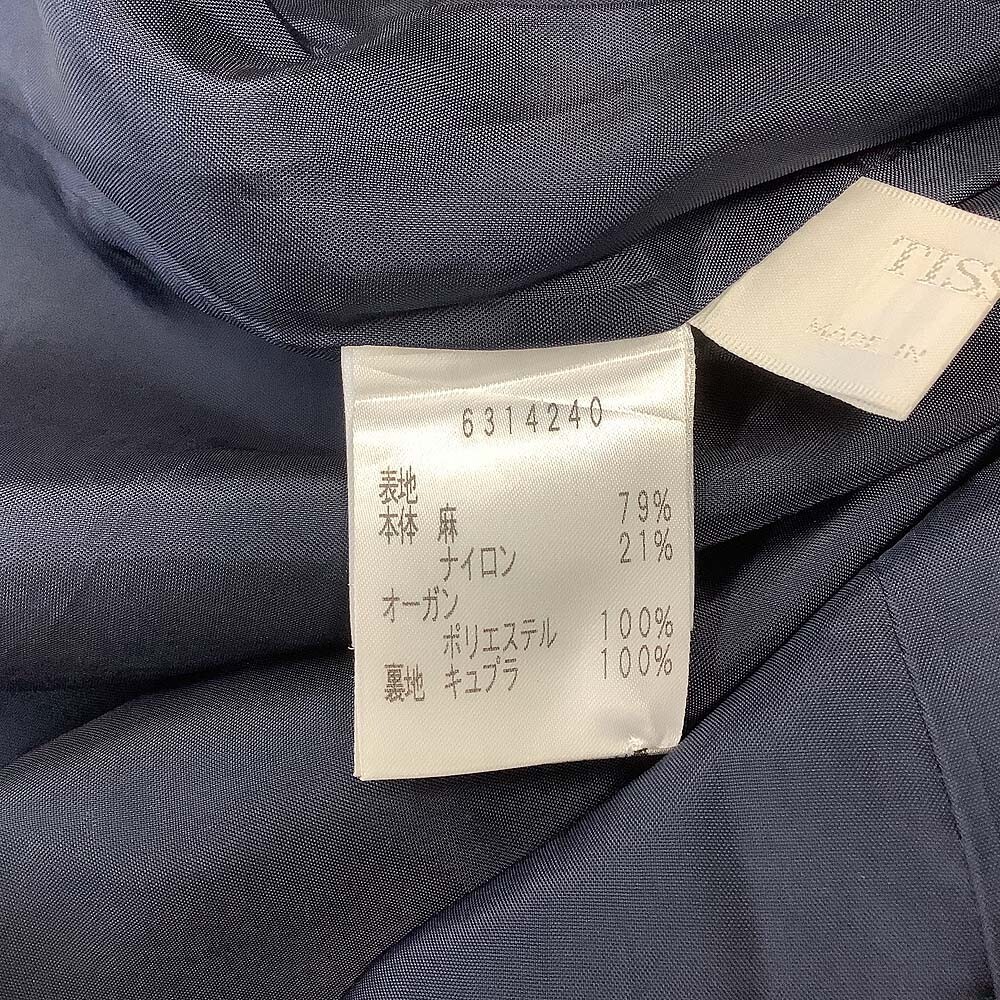 6314240
表地
本体 麻 79%
ナイロン 21%
オーガン
ポリエステル 100%
裏地 キュプラ 100%
MADE IN